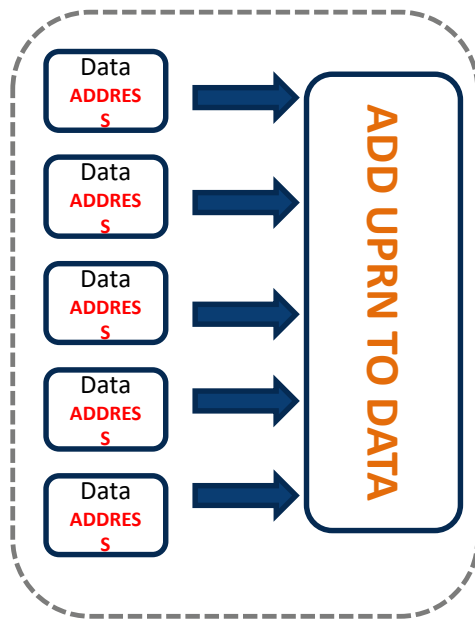 Data
ADDRES
S
Data
ADDRES
S
Data
ADDRES
S
Data
ADDRES
S
Data
ADDRES
S
ADD UPRN TO DATA